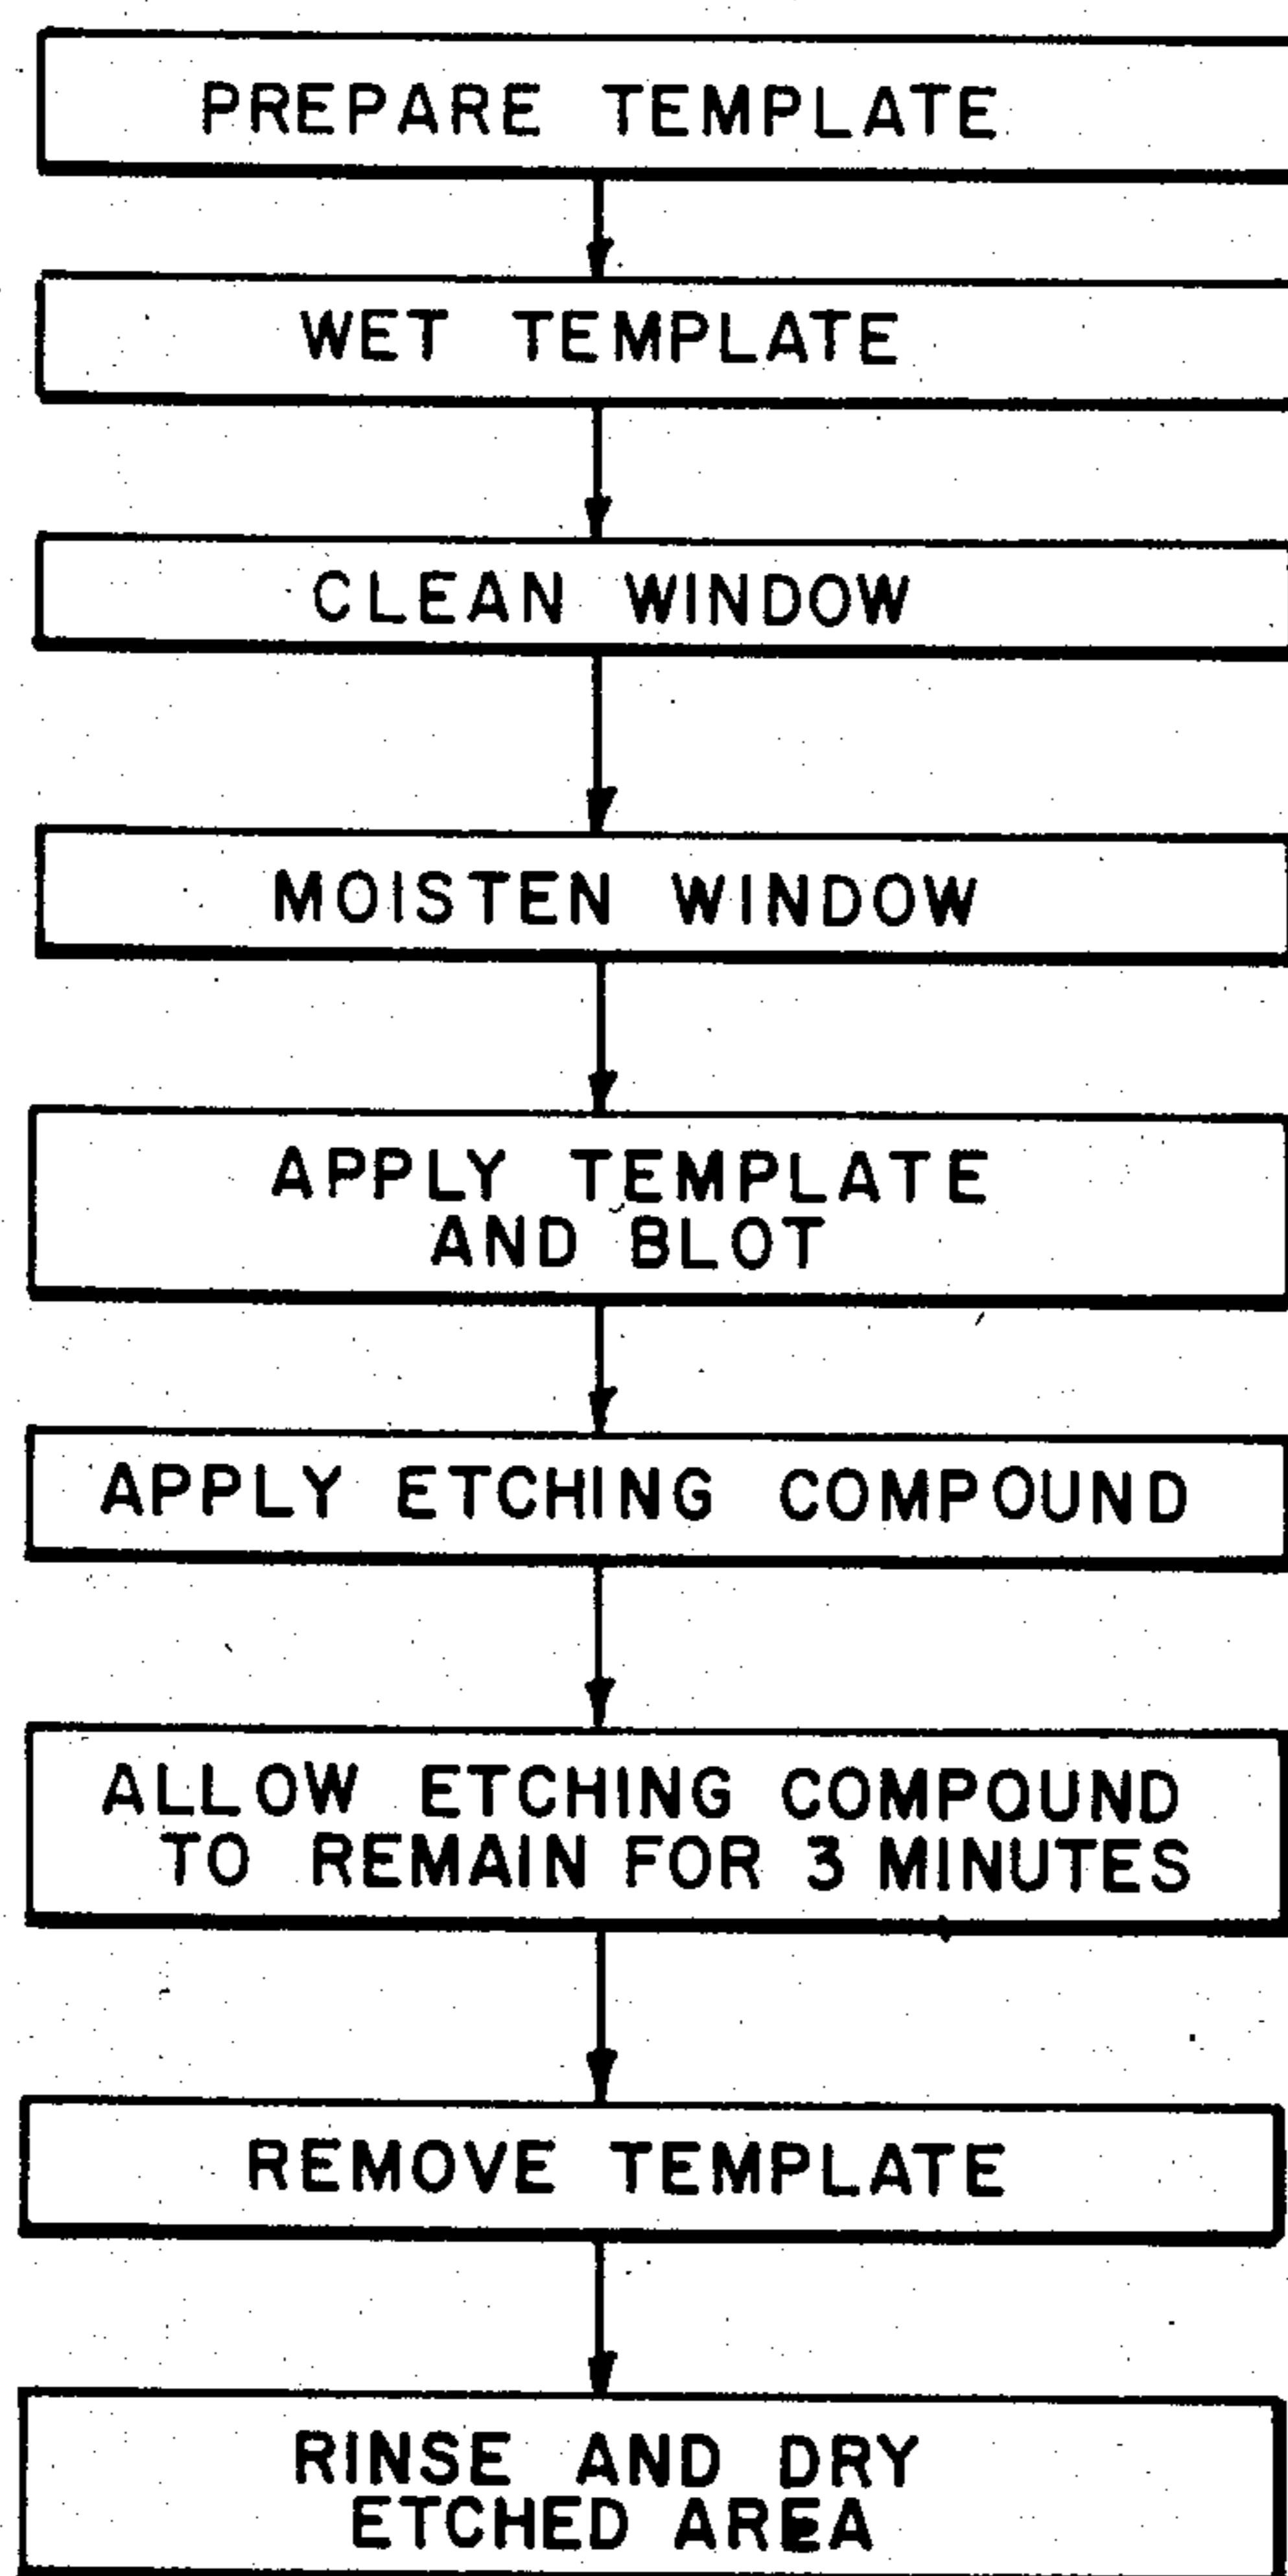 PREPARE TEMPLATE
WET TEMPLATE
CLEAN WINDOW
MOISTEN WINDOW
APPLY TEMPLATE
AND BLOT
APPLY ETCHING COMPOUND
ALLOW ETCHING COMPOUND
TO REMAIN FOR 3 MINUTES
REMOVE TEMPLATE
RINSE AND DRY
ETCHED AREA